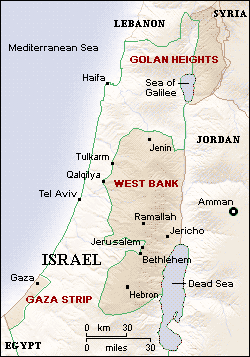 SYRIA
LEBANON
Mediterranean Sea
GOLAN HEIGHTS
Haifa
Sea of
Galilee
JORDAN
Jenin
Tulkarm
Qalqilya
WEST BANK
Tel Aviv
Amman
Ramallah
Jericho
Jerusalem
ISRAEL
Bethlehem
Gaza
Dead Sea
GAZA STRIP
Hebron
0 km 30
0 miles 30
EGYPT